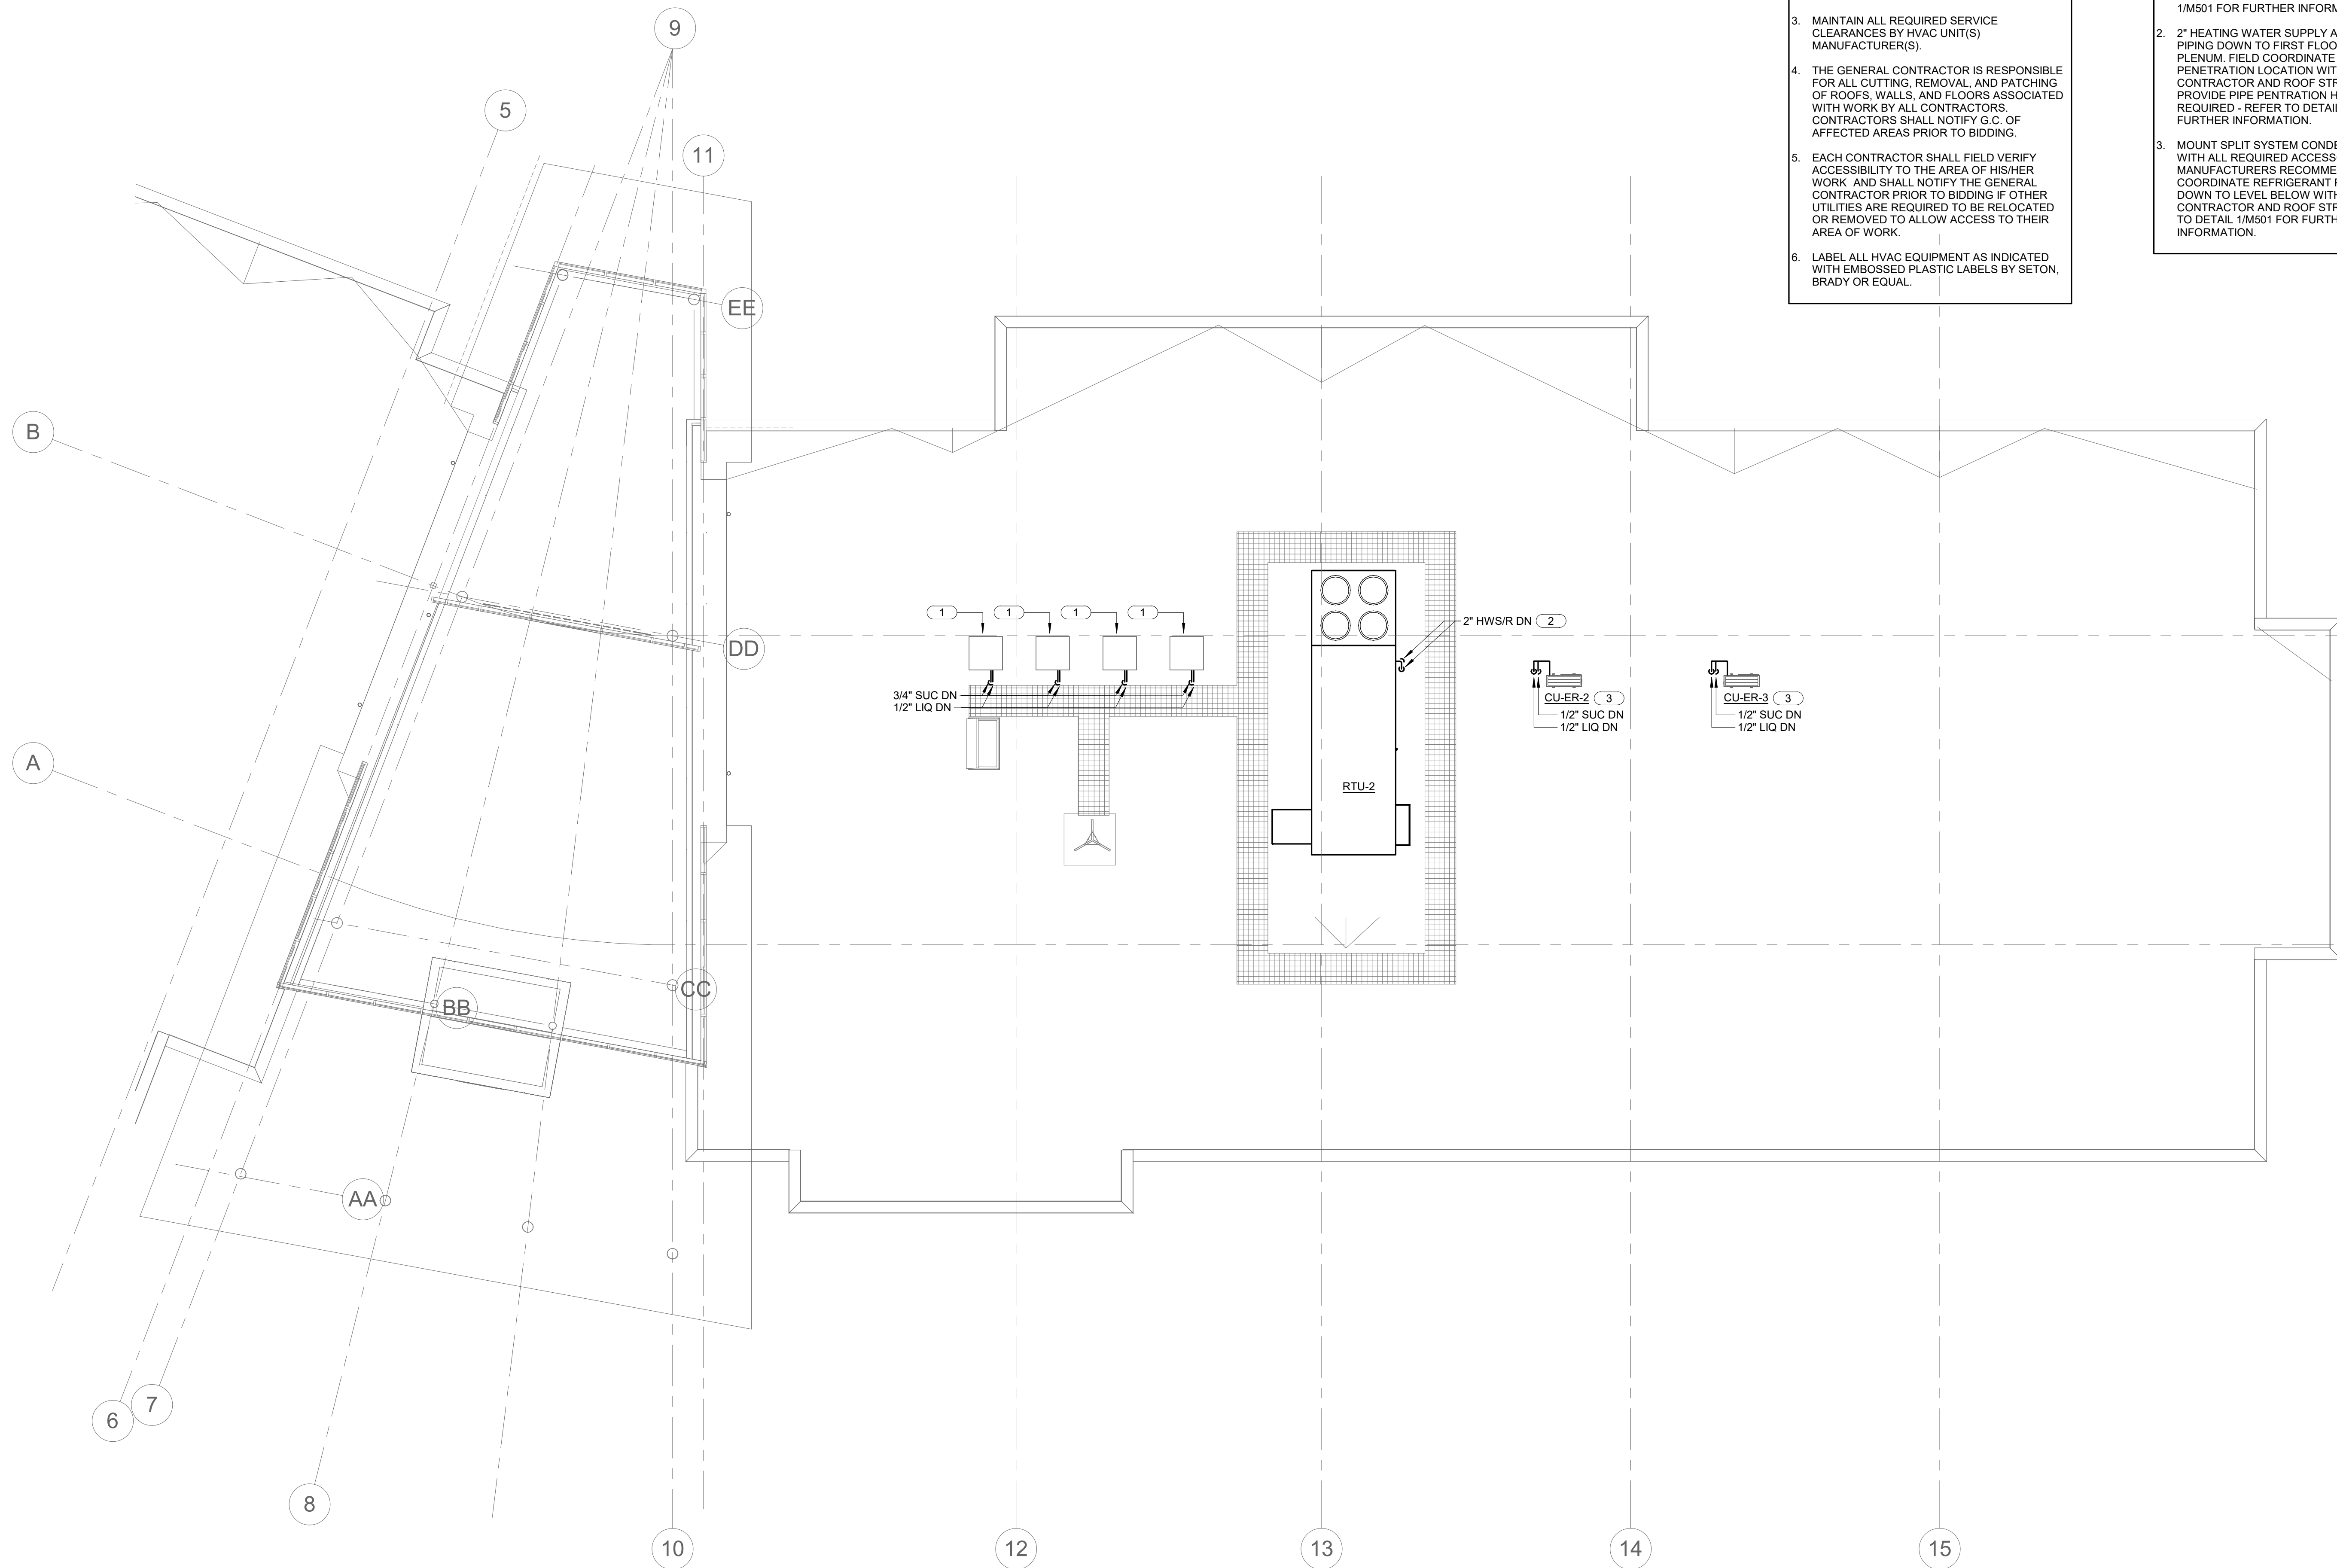 3. MAINTAIN ALL REQUIRED SERVICE
CLEARANCES BY HVAC UNIT(S)
MANUFACTURER(S).
4. THE GENERAL CONTRACTOR IS RESPONSIBLE
FOR ALL CUTTING, REMOVAL, AND PATCHING
OF ROOFS, WALLS, AND FLOORS ASSOCIATED
WITH WORK BY ALL CONTRACTORS.
CONTRACTORS SHALL NOTIFY G.C. OF
AFFECTED AREAS PRIOR TO BIDDING.
5. EACH CONTRACTOR SHALL FIELD VERIFY
ACCESSIBILITY TO THE AREA OF HIS/HER
WORK AND SHALL NOTIFY THE GENERAL
CONTRACTOR PRIOR TO BIDDING IF OTHER
UTILITIES ARE REQUIRED TO BE RELOCATED
OR REMOVED TO ALLOW ACCESS TO THEIR
AREA OF WORK.
6. LABEL ALL HVAC EQUIPMENT AS INDICATED
WITH EMBOSSED PLASTIC LABELS BY SETON,
BRADY OR EQUAL.
1/M501 FOR FURTHER INFORM
2. 2" HEATING WATER SUPPLY A
PIPING DOWN TO FIRST FLOO
PLENUM. FIELD COORDINATE
PENETRATION LOCATION WIT
CONTRACTOR AND ROOF STR
PROVIDE PIPE PENTRATION H
REQUIRED - REFER TO DETAI
FURTHER INFORMATION.
3. MOUNT SPLIT SYSTEM CONDE
WITH ALL REQUIRED ACCESS
MANUFACTURERS RECOMME
COORDINATE REFRIGERANT P
DOWN TO LEVEL BELOW WITH
CONTRACTOR AND ROOF STR
TO DETAIL 1/M501 FOR FURTH
INFORMATION.
9
5
11
EE
B
1
1
1
1
2" HWS/R DN 2
DD
3/4" SUC DN
1/2" LIQ DN
CU-ER-2 3
1/2" SUC DN
1/2" LIQ DN
CU-ER-3 3
1/2" SUC DN
1/2" LIQ DN
A
RTU-2
CC
BB
AA
6
7
8
10
12
13
14
15